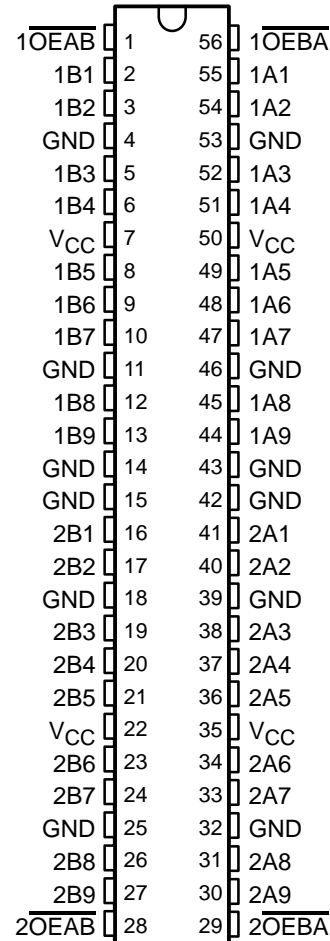 1O̅E̅A̅B̅ 1 56 1O̅E̅B̅A̅
1B1 2 55 1A1
1B2 3 54 1A2
GND 4 53 GND
1B3 5 52 1A3
1B4 6 51 1A4
VCC 7 50 VCC
1B5 8 49 1A5
1B6 9 48 1A6
1B7 10 47 1A7
GND 11 46 GND
1B8 12 45 1A8
1B9 13 44 1A9
GND 14 43 GND
GND 15 42 GND
2B1 16 41 2A1
2B2 17 40 2A2
GND 18 39 GND
2B3 19 38 2A3
2B4 20 37 2A4
2B5 21 36 2A5
VCC 22 35 VCC
2B6 23 34 2A6
2B7 24 33 2A7
GND 25 32 GND
2B8 26 31 2A8
2B9 27 30 2A9
2O̅E̅A̅B̅ 28 29 2O̅E̅B̅A̅